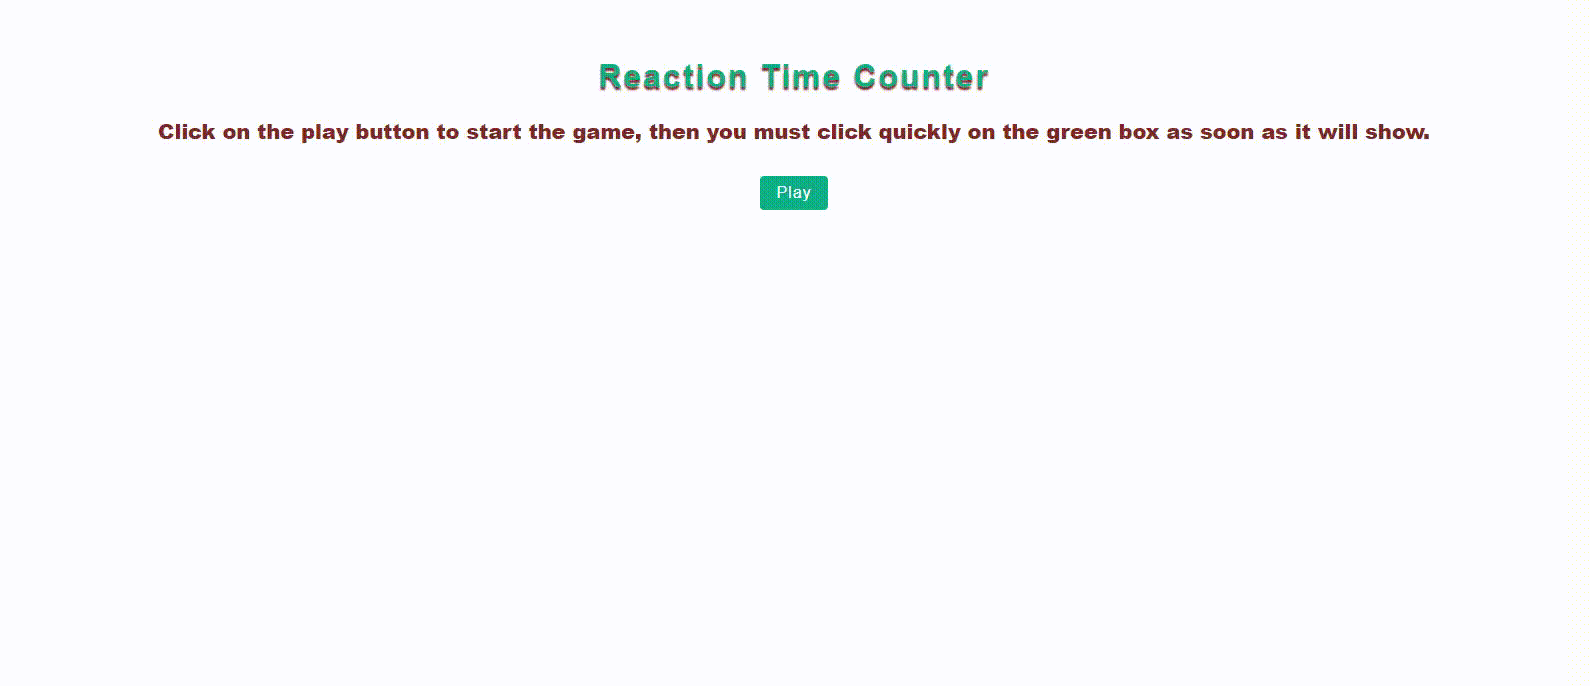 Reaction Time Counter
Click on the play button to start the game, then you must click quickly on the green box as soon as it will show.
Play